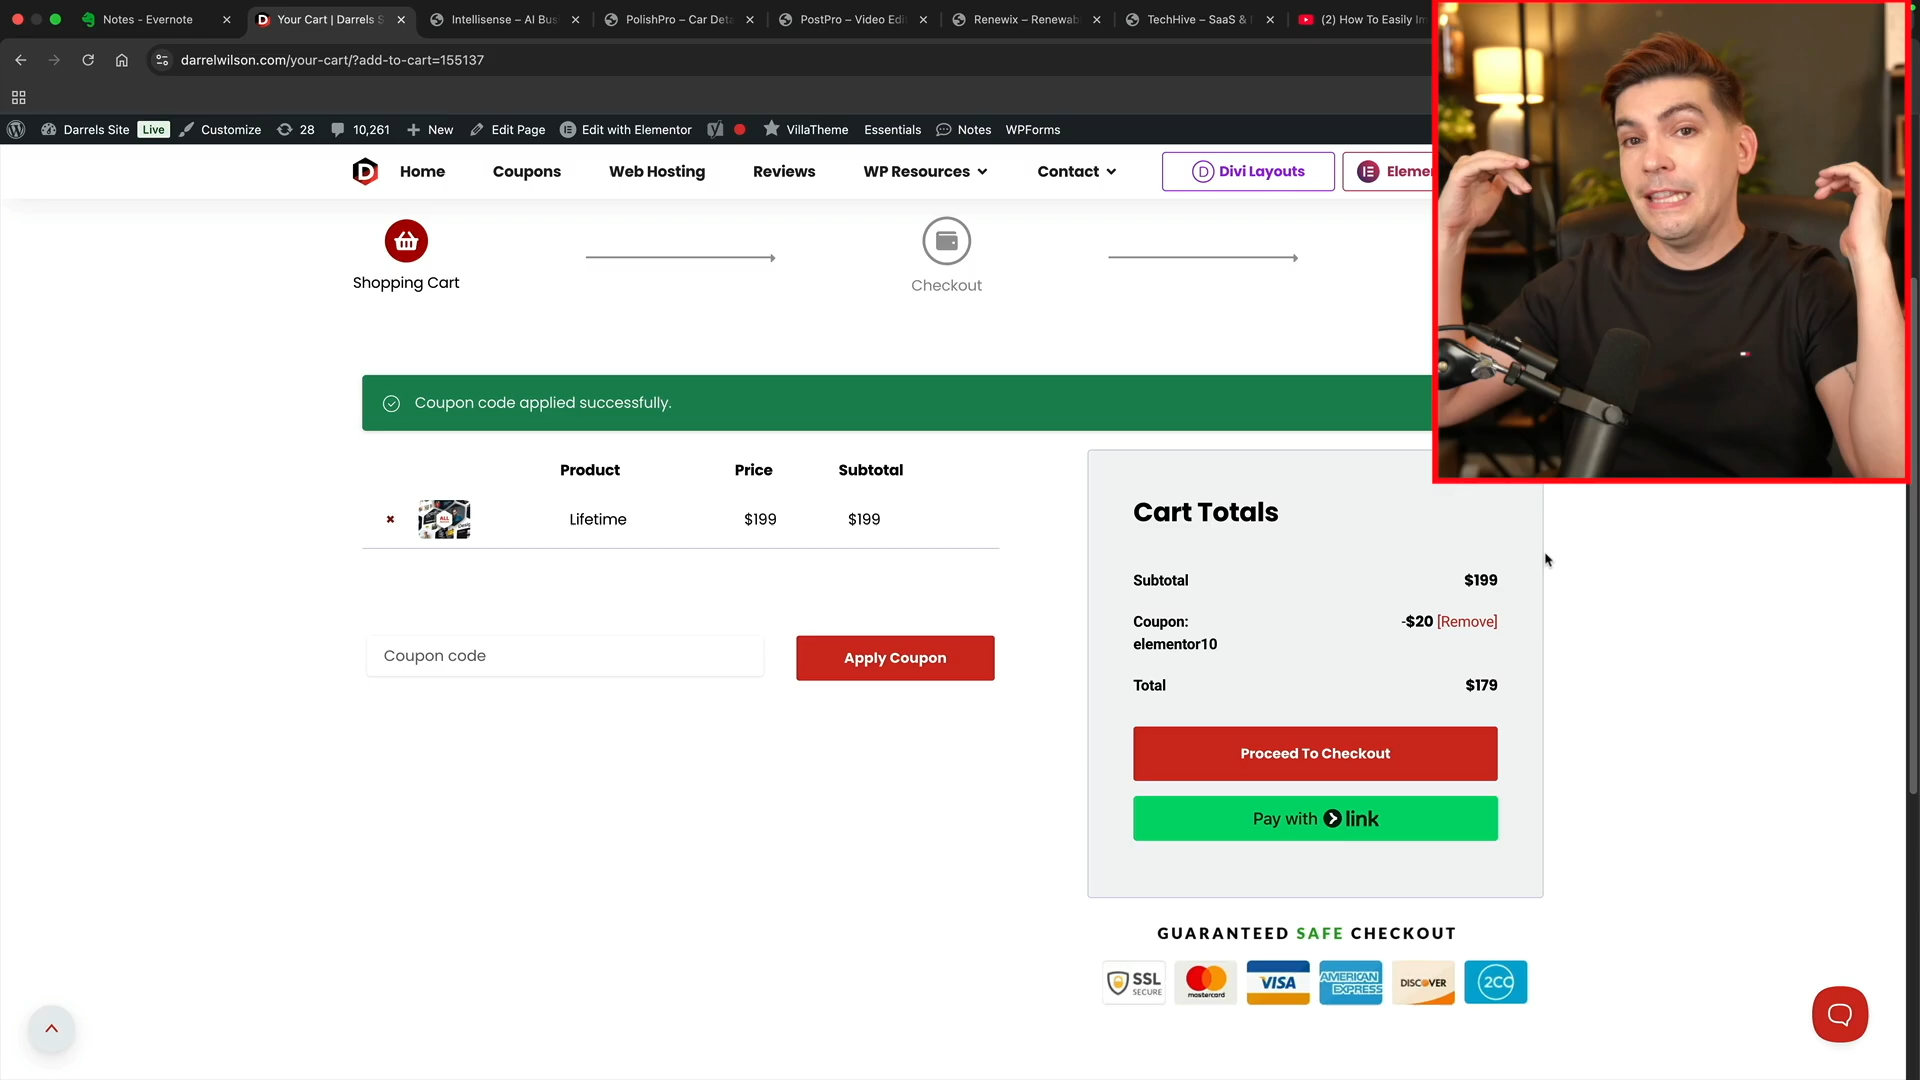 Notes - Evernote
Your Cart | Darrels S
Intellisense – AI Bus
PolishPro – Car Deta
PostPro – Video Edi
Renewix – Renewab
TechHive – SaaS &
(2) How To Easily Im
darrelwilson.com/your-cart/?add-to-cart=155137
Darrels Site
Live
Customize
28
10,261
New
Edit Page
Edit with Elementor
VillaTheme
Essentials
Notes
WPForms
Home
Coupons
Web Hosting
Reviews
WP Resources
Contact
Divi Layouts
Elemen
Shopping Cart
Checkout
Coupon code applied successfully.
Product Price Subtotal
Lifetime $199 $199
Coupon code
Apply Coupon
Cart Totals
Subtotal $199
Coupon: -$20 [Remove]
elementor10
Total $179
Proceed To Checkout
Pay with link
GUARANTEED SAFE CHECKOUT
SSL
SECURE
mastercard
VISA
AMERICAN
EXPRESS
DISCOVER
2CO